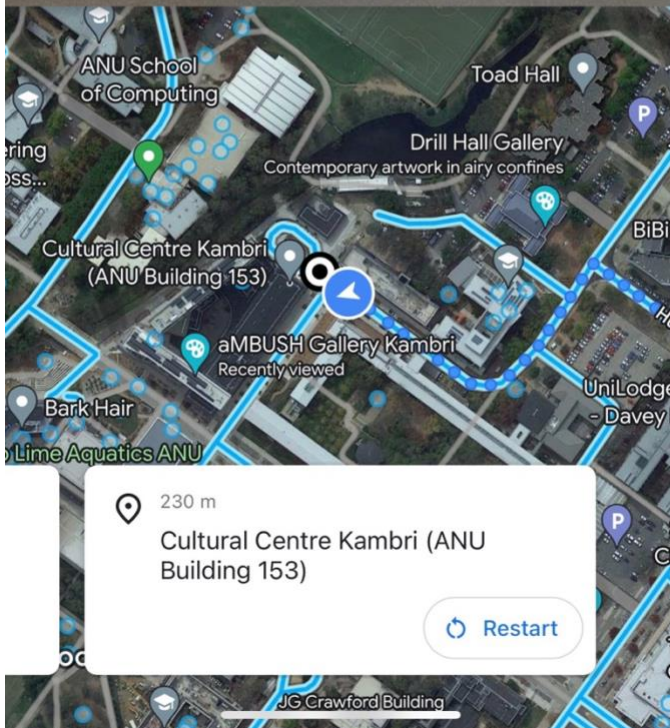 ANU School
of Computing
Toad Hall
P
ering
oss...
Drill Hall Gallery
Contemporary artwork in airy confines
BiBi
Cultural Centre Kambri
(ANU Building 153)
aMBUSH Gallery Kambri
Recently viewed
Bark Hair
UniLodge
- Davey
Lime Aquatics ANU
P
230 m
Cultural Centre Kambri (ANU
Building 153)
Restart
JG Crawford Building